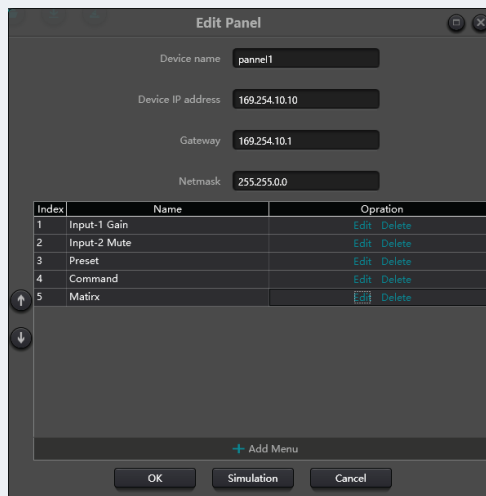 Edit Panel
Device name pannel1
Device IP address 169.254.10.10
Gateway 169.254.10.1
Netmask 255.255.0.0
Index Name Opration
1 Input-1 Gain Edit Delete
2 Input-2 Mute Edit Delete
3 Preset Edit Delete
4 Command Edit Delete
5 Matirx Edit Delete
+ Add Menu
OK Simulation Cancel